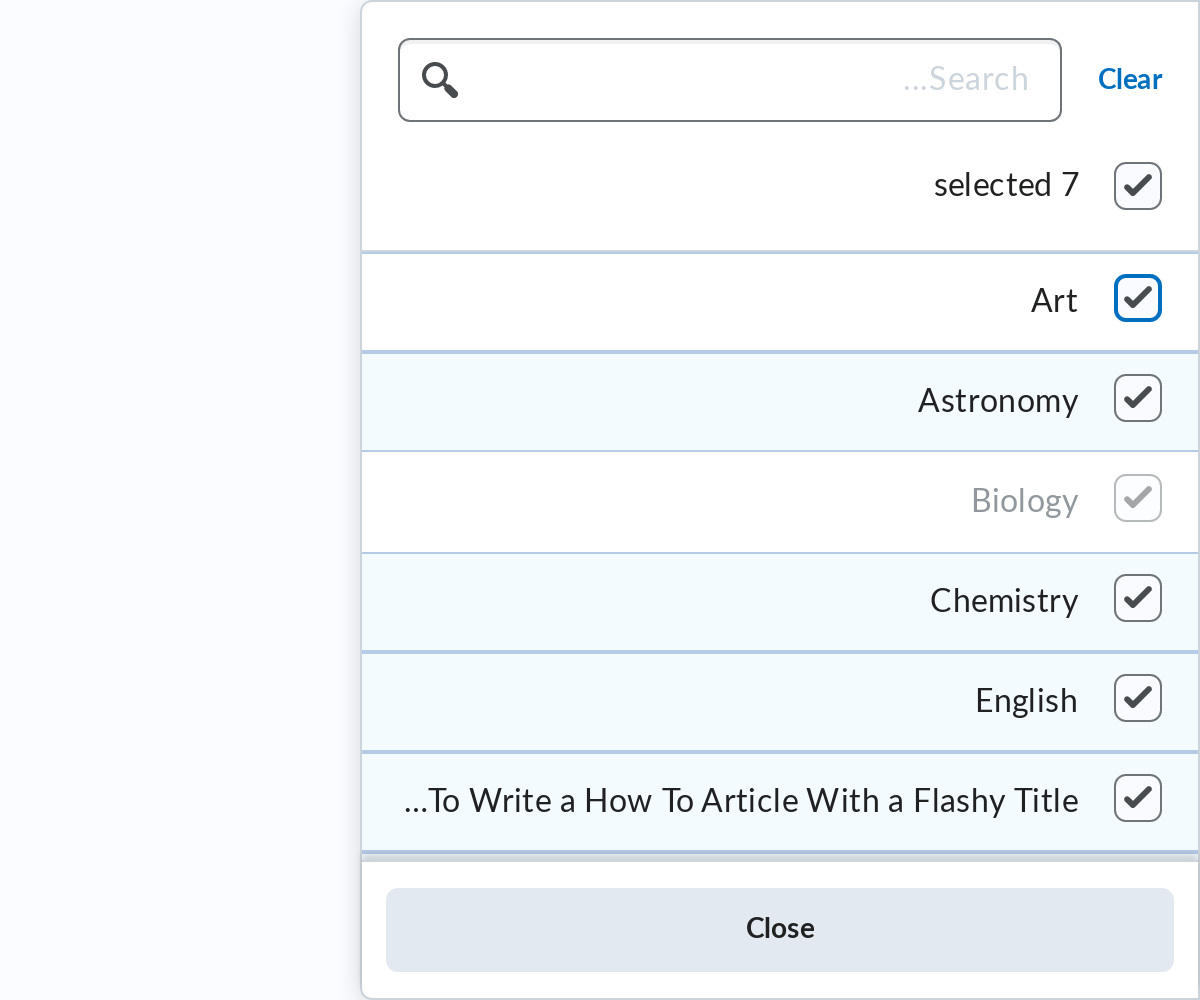 ...Search
Clear
selected 7
Art
Astronomy
Biology
Chemistry
English
...To Write a How To Article With a Flashy Title
Close